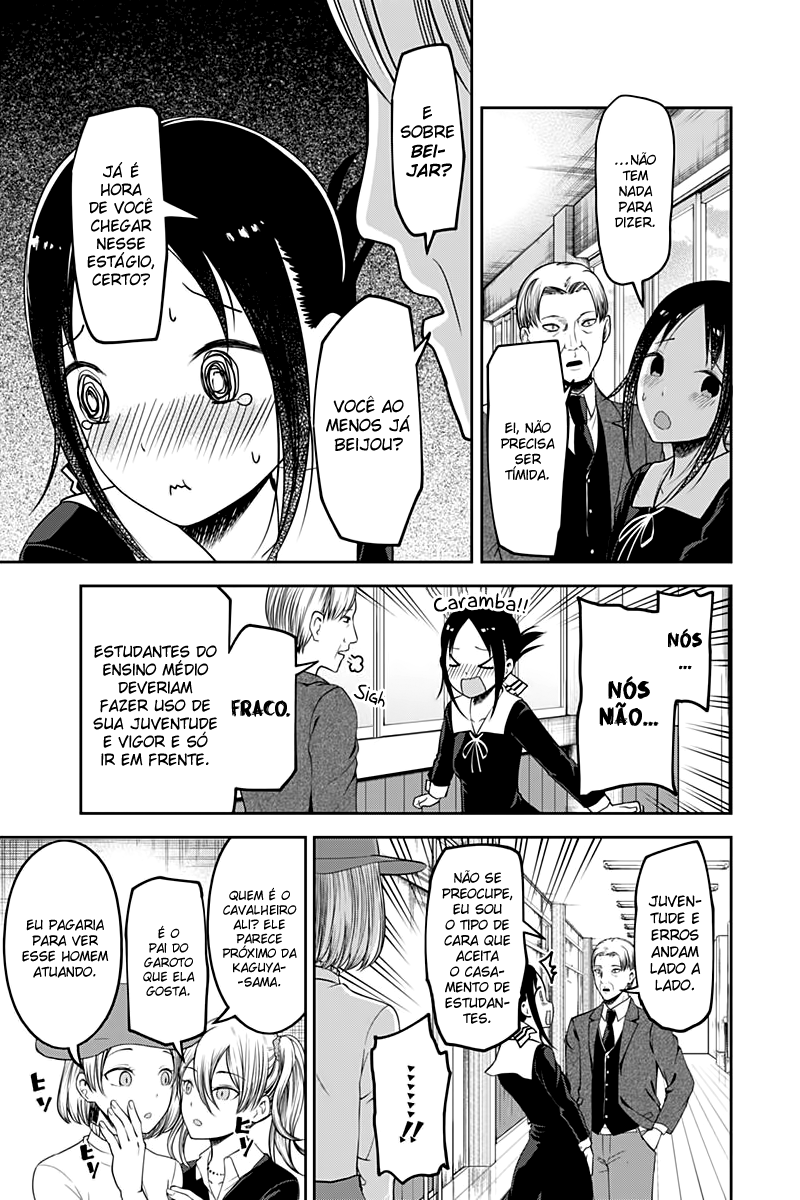 ...NÃO
TEM
NADA
PARA
DIZER.
EI, NÃO
PRECISA
SER
TÍMIDA.
E
SOBRE
BEI-
JAR?
JÁ É
HORA
DE VOCÊ
CHEGAR
NESSE
ESTÁGIO,
CERTO?
VOCÊ AO
MENOS JÁ
BEIJOU?
NÓS
...
NÓS
NÃO...
Caramba!!
Sigh
FRACO.
ESTUDANTES DO
ENSINO MÉDIO
DEVERIAM
FAZER USO DE
SUA JUVENTUDE
E VIGOR E SÓ
IR EM FRENTE.
JUVEN-
TUDE E
ERROS
ANDAM
LADO A
LADO.
NÃO SE
PREOCUPE,
EU SOU
O TIPO DE
CARA QUE
ACEITA
O CASA-
MENTO DE
ESTUDAN-
TES.
......!!
QUEM É O
CAVALHEIRO
ALI? ELE
PARECE
PRÓXIMO DA
KAGUYA-
-SAMA.
É O
PAI DO
GAROTO
QUE ELA
GOSTA.
EU PAGARIA
PARA VER
ESSE HOMEM
ATUANDO.
ヒソ
ヒソ